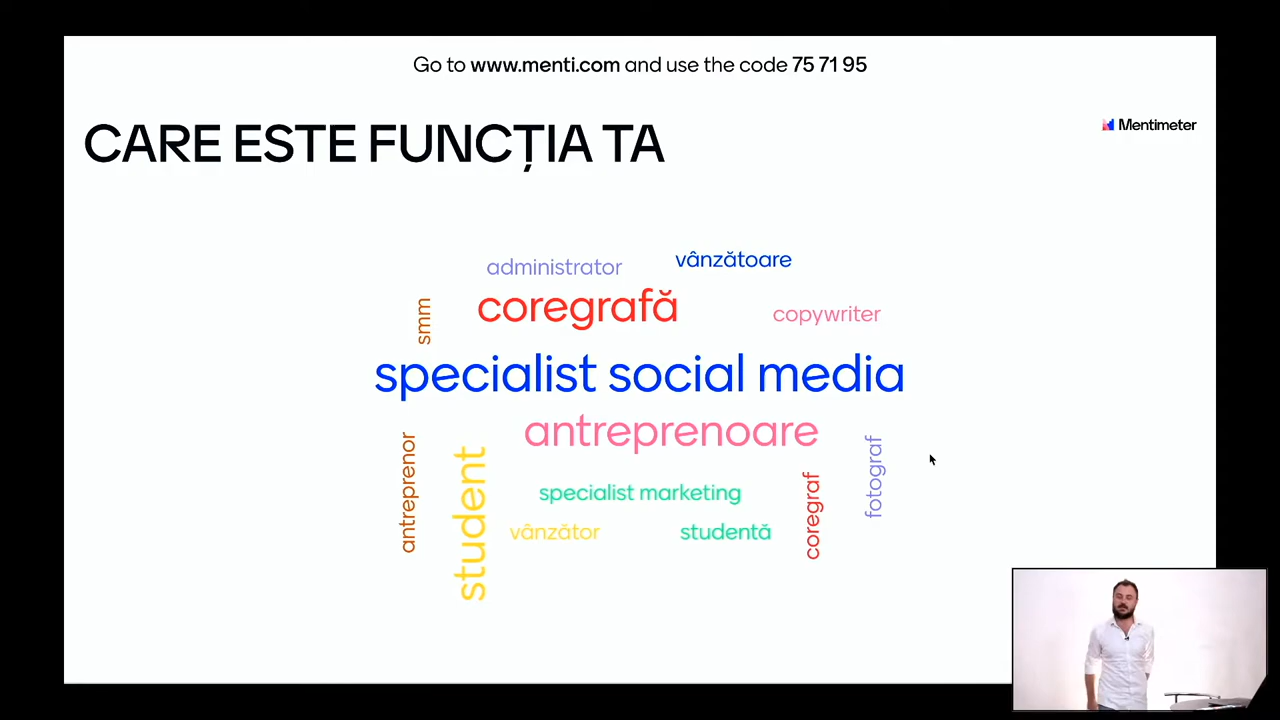 Go to www.menti.com and use the code 75 71 95
CARE ESTE FUNCȚIA TA
Mentimeter
administrator
vânzătoare
smm
coregrafă
copywriter
specialist social media
antreprenoare
antreprenor
student
specialist marketing
coregraf
fotograf
vânzător
studentă